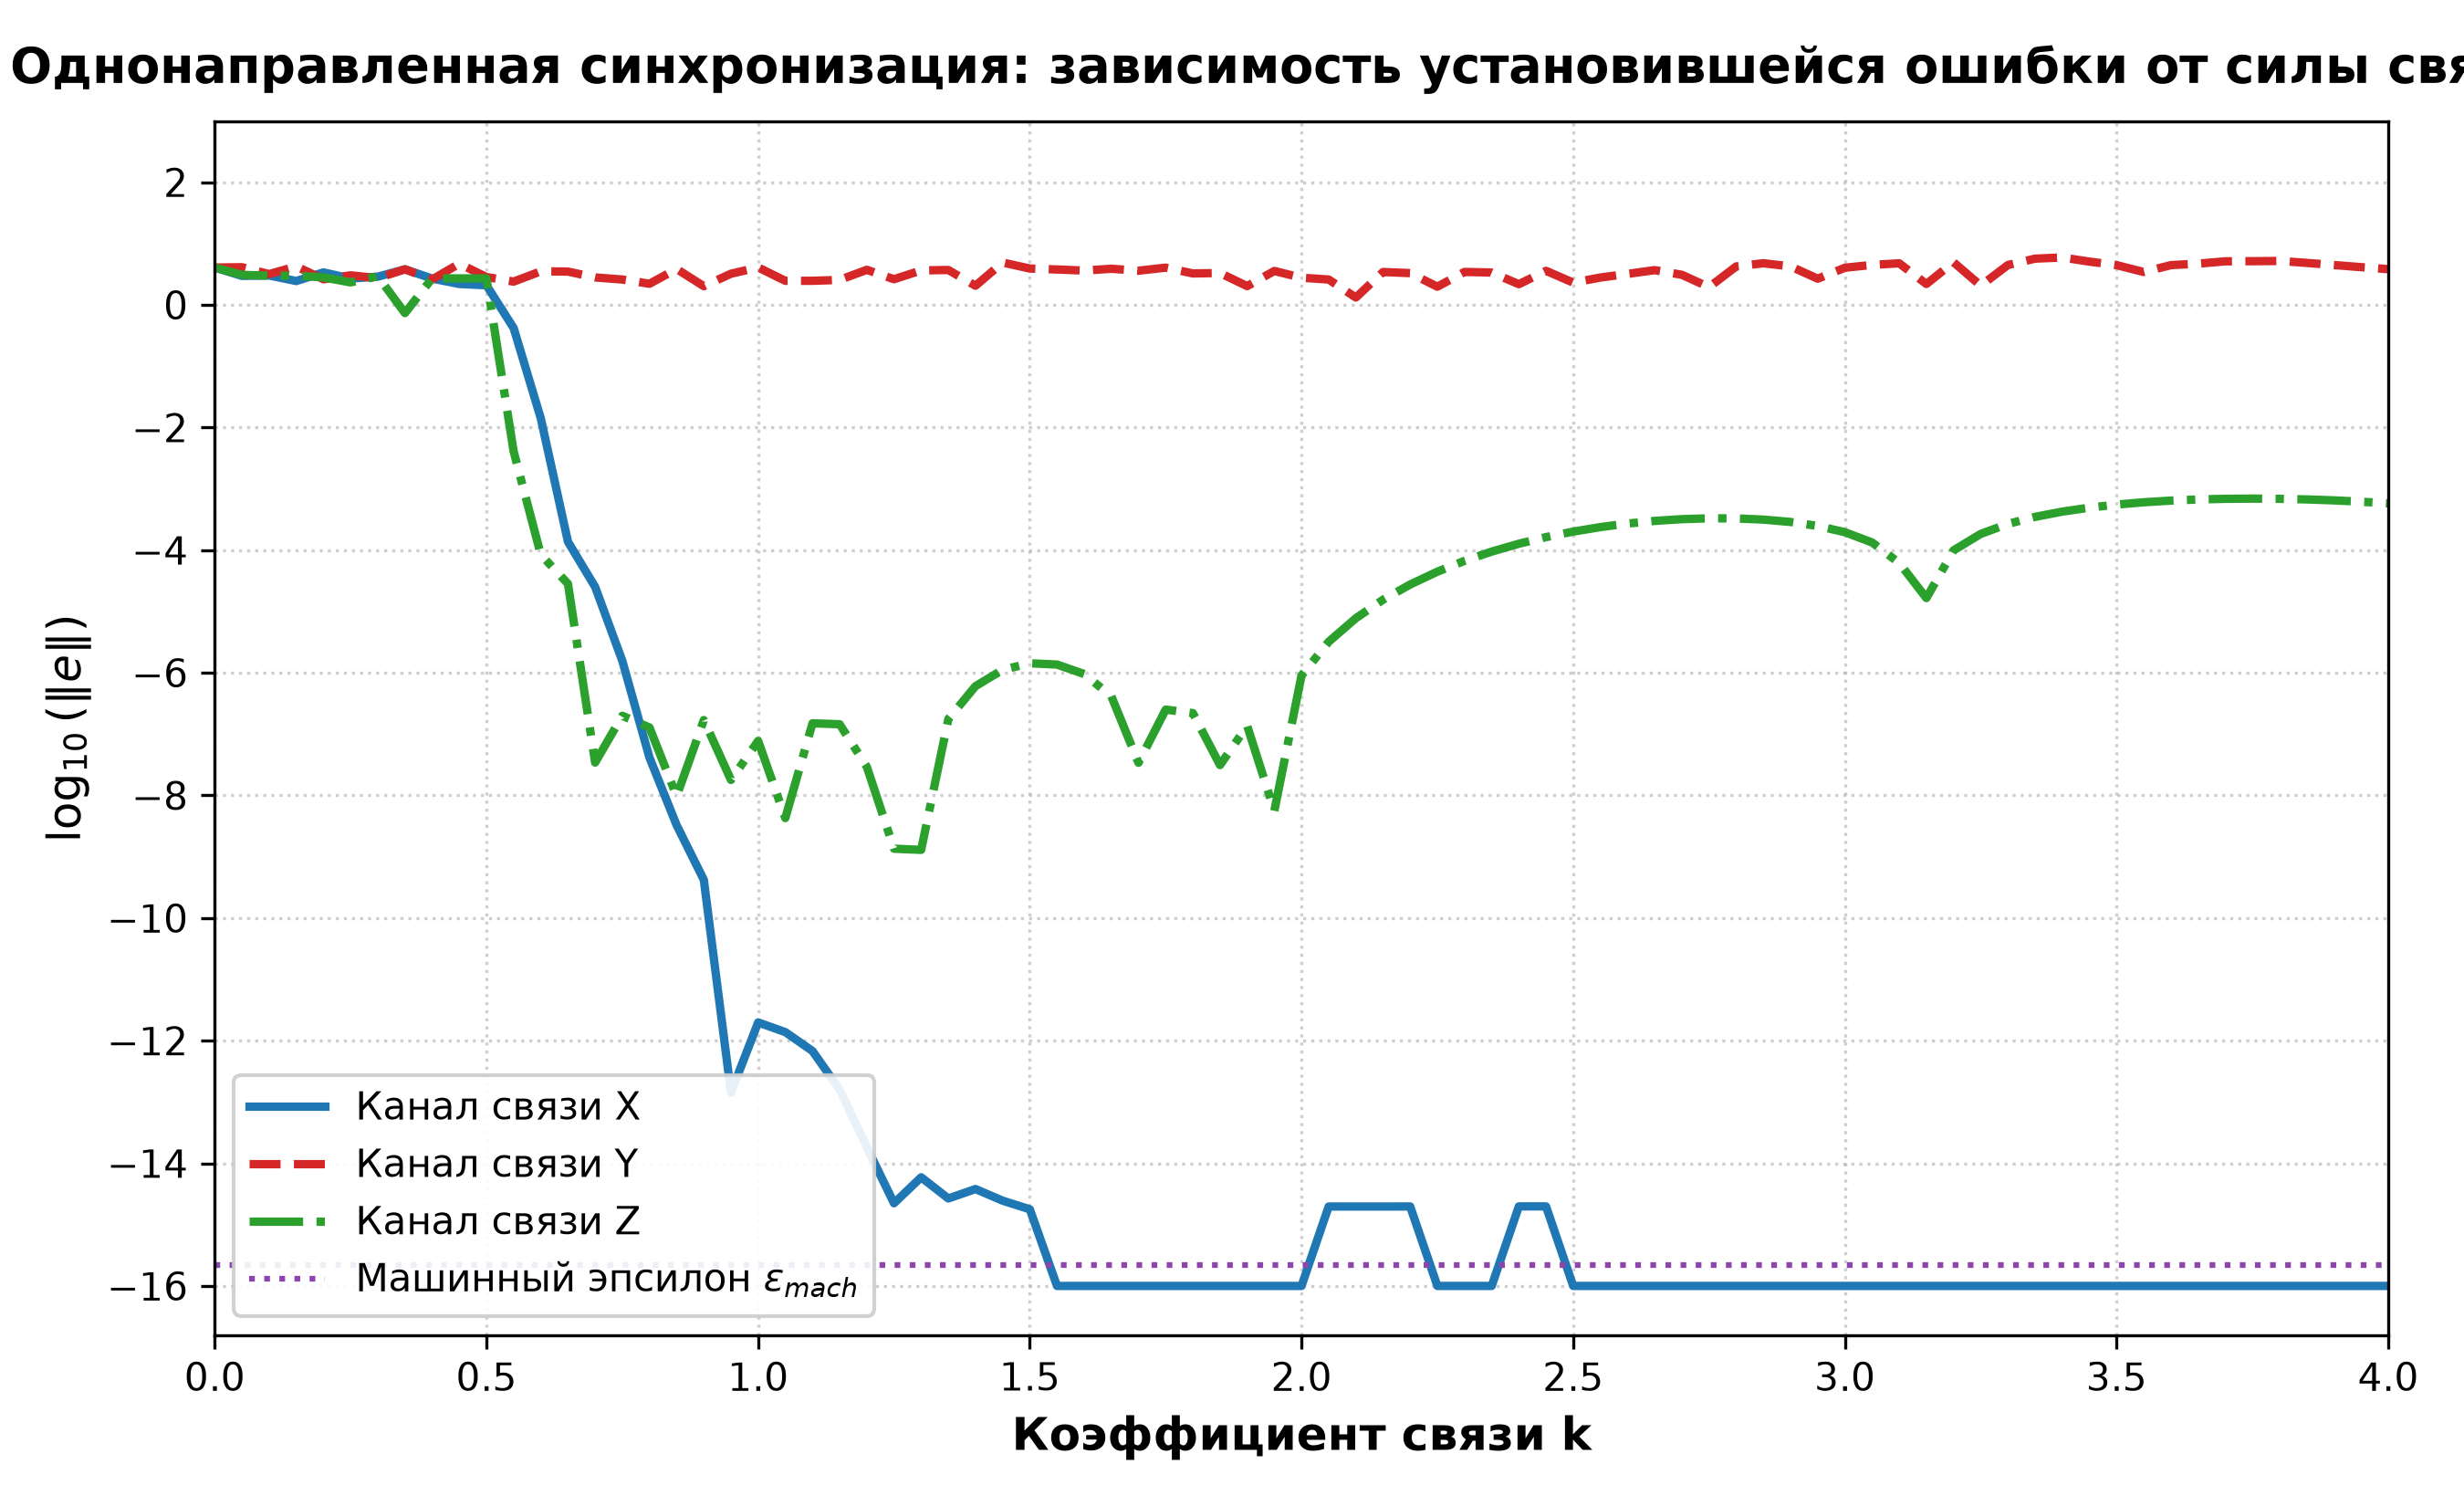 Однонаправленная синхронизация: зависимость установившейся ошибки от силы
2
0
−2
−4
−6
−8
−10
−12
−14
−16
log₁₀ (‖e‖)
Канал связи X
Канал связи Y
Канал связи Z
Машинный эпсилон εmach
0.0 0.5 1.0 1.5 2.0 2.5 3.0 3.5 4.0
Коэффициент связи k